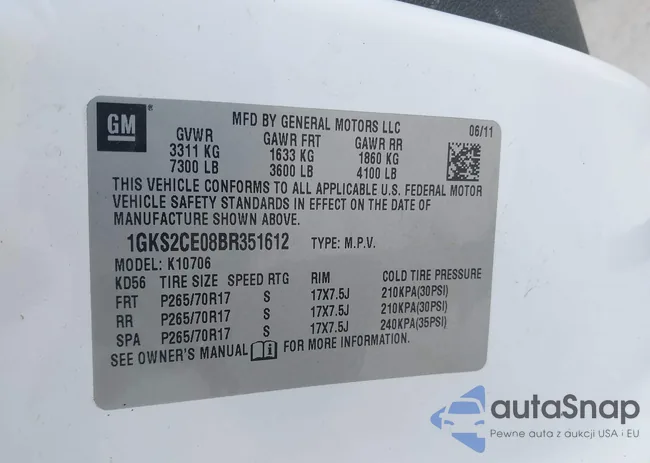 GM
MFD BY GENERAL MOTORS LLC 06/11
GVWR GAWR FRT GAWR RR
3311 KG 1633 KG 1860 KG
7300 LB 3600 LB 4100 LB
THIS VEHICLE CONFORMS TO ALL APPLICABLE U.S. FEDERAL MOTOR
VEHICLE SAFETY STANDARDS IN EFFECT ON THE DATE OF
MANUFACTURE SHOWN ABOVE.
1GKS2CE08BR351612 TYPE: M.P.V.
MODEL: K10706
KD56 TIRE SIZE SPEED RTG RIM COLD TIRE PRESSURE
FRT P265/70R17 S 17X7.5J 210KPA(30PSI)
RR P265/70R17 S 17X7.5J 210KPA(30PSI)
SPA P265/70R17 S 17X7.5J 240KPA(35PSI)
SEE OWNER'S MANUAL FOR MORE INFORMATION.
autaSnap
Pewne auta z aukcji USA i EU